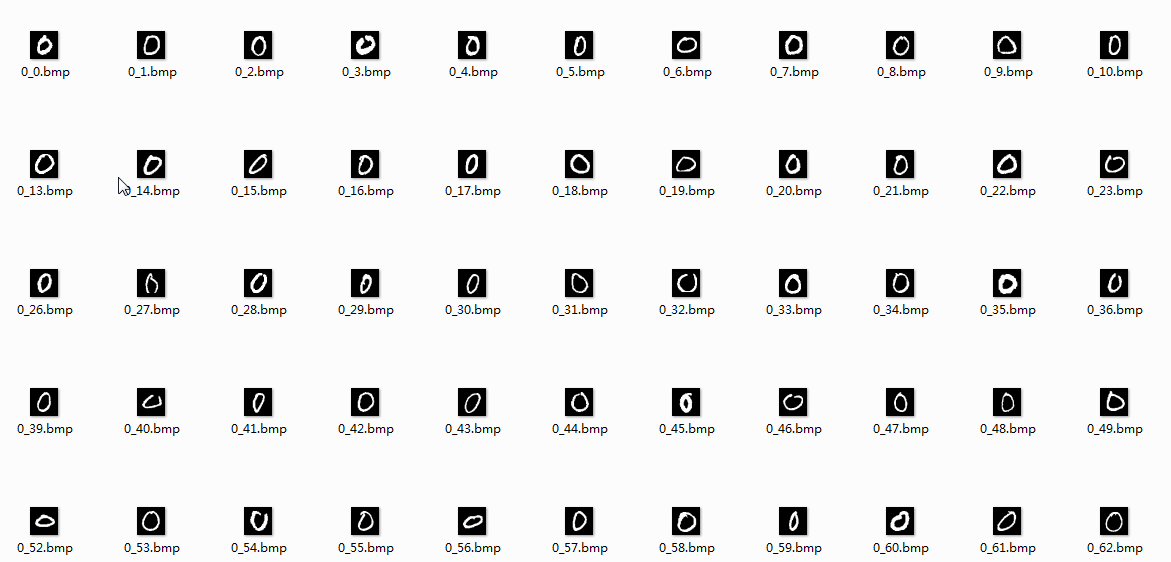 0_0.bmp 0_1.bmp 0_2.bmp 0_3.bmp 0_4.bmp 0_5.bmp 0_6.bmp 0_7.bmp 0_8.bmp 0_9.bmp 0_10.bmp
0_13.bmp 0_14.bmp 0_15.bmp 0_16.bmp 0_17.bmp 0_18.bmp 0_19.bmp 0_20.bmp 0_21.bmp 0_22.bmp 0_23.bmp
0_26.bmp 0_27.bmp 0_28.bmp 0_29.bmp 0_30.bmp 0_31.bmp 0_32.bmp 0_33.bmp 0_34.bmp 0_35.bmp 0_36.bmp
0_39.bmp 0_40.bmp 0_41.bmp 0_42.bmp 0_43.bmp 0_44.bmp 0_45.bmp 0_46.bmp 0_47.bmp 0_48.bmp 0_49.bmp
0_52.bmp 0_53.bmp 0_54.bmp 0_55.bmp 0_56.bmp 0_57.bmp 0_58.bmp 0_59.bmp 0_60.bmp 0_61.bmp 0_62.bmp